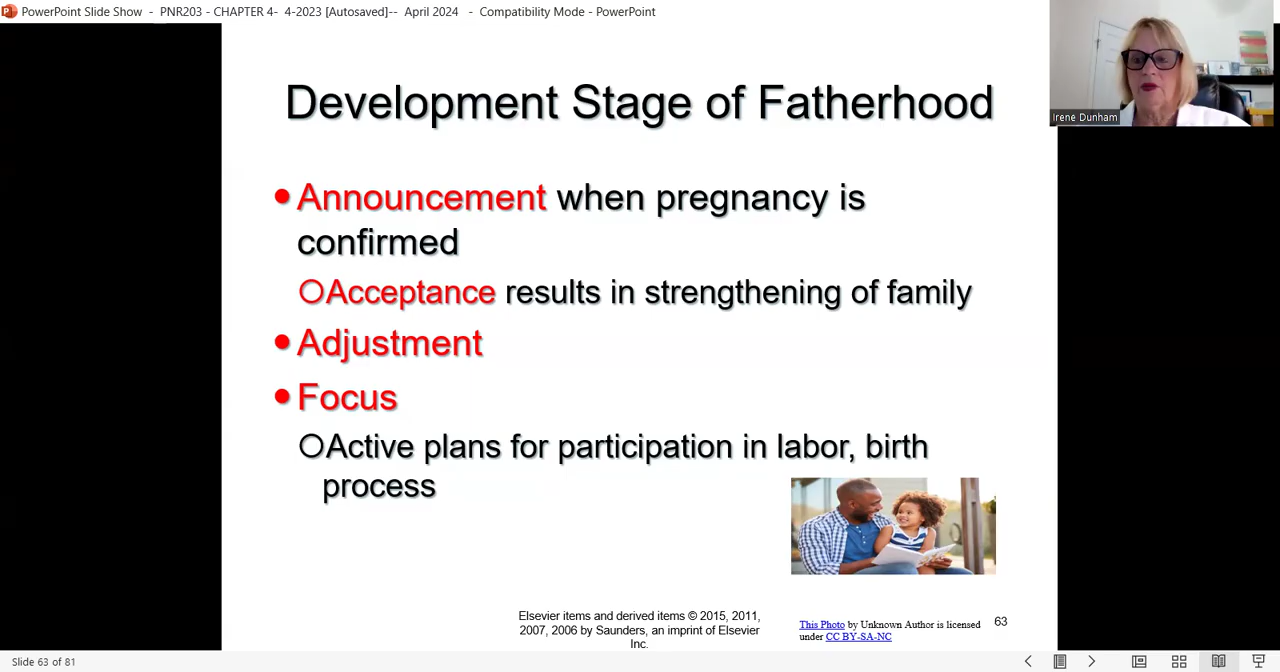 PowerPoint Slide Show - PNR203 - CHAPTER 4- 4-2023 [Autosaved]-- April 2024 - Compatibility Mode - PowerPoint
Irene Dunham
Development Stage of Fatherhood
Announcement when pregnancy is
confirmed
Acceptance results in strengthening of family
Adjustment
Focus
Active plans for participation in labor, birth
process
Elsevier items and derived items © 2015, 2011,
2007, 2006 by Saunders, an imprint of Elsevier
Inc.
This Photo by Unknown Author is licensed
under CC BY-SA-NC
63
Slide 63 of 81